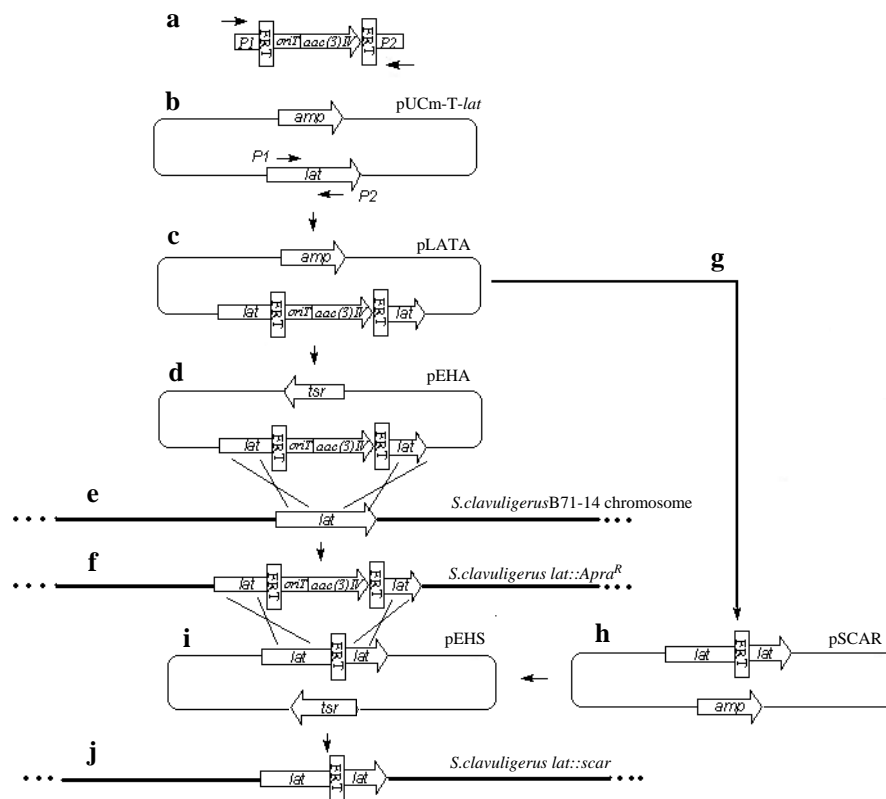 a
P1 FRT oriT aac(3)IV FRT P2
b
pUCm-T-lat
amp
P1
lat
P2
c
pLATA
g
amp
lat FRT oriT aac(3)IV FRT lat
d
pEHA
tsr
lat FRT oriT aac(3)IV FRT lat
e
S.clavuligerusB71-14 chromosome
lat
f
S.clavuligerus lat::Apra^R
lat FRT oriT aac(3)IV FRT lat
i
pEHS
h
pSCAR
lat FRT lat
lat FRT lat
tsr
amp
j
S.clavuligerus lat::scar
lat FRT lat